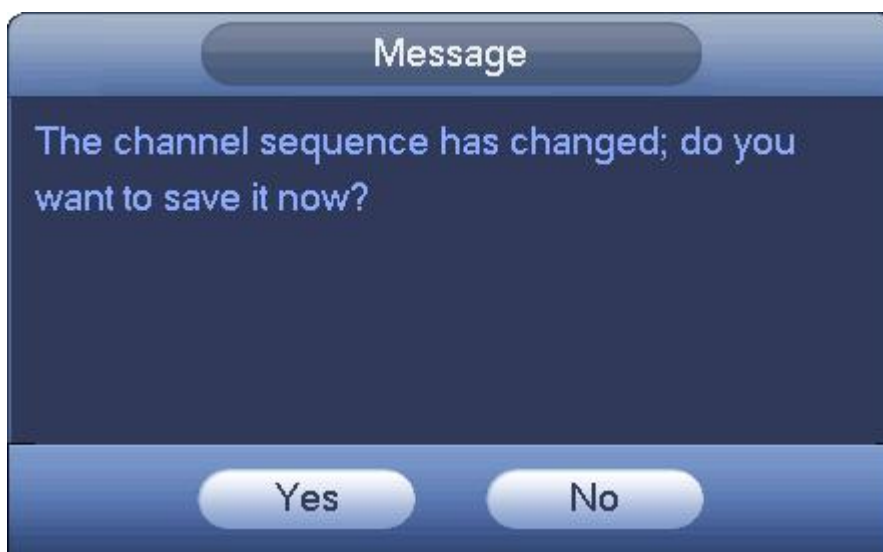 Message
The channel sequence has changed; do you
want to save it now?
Yes No